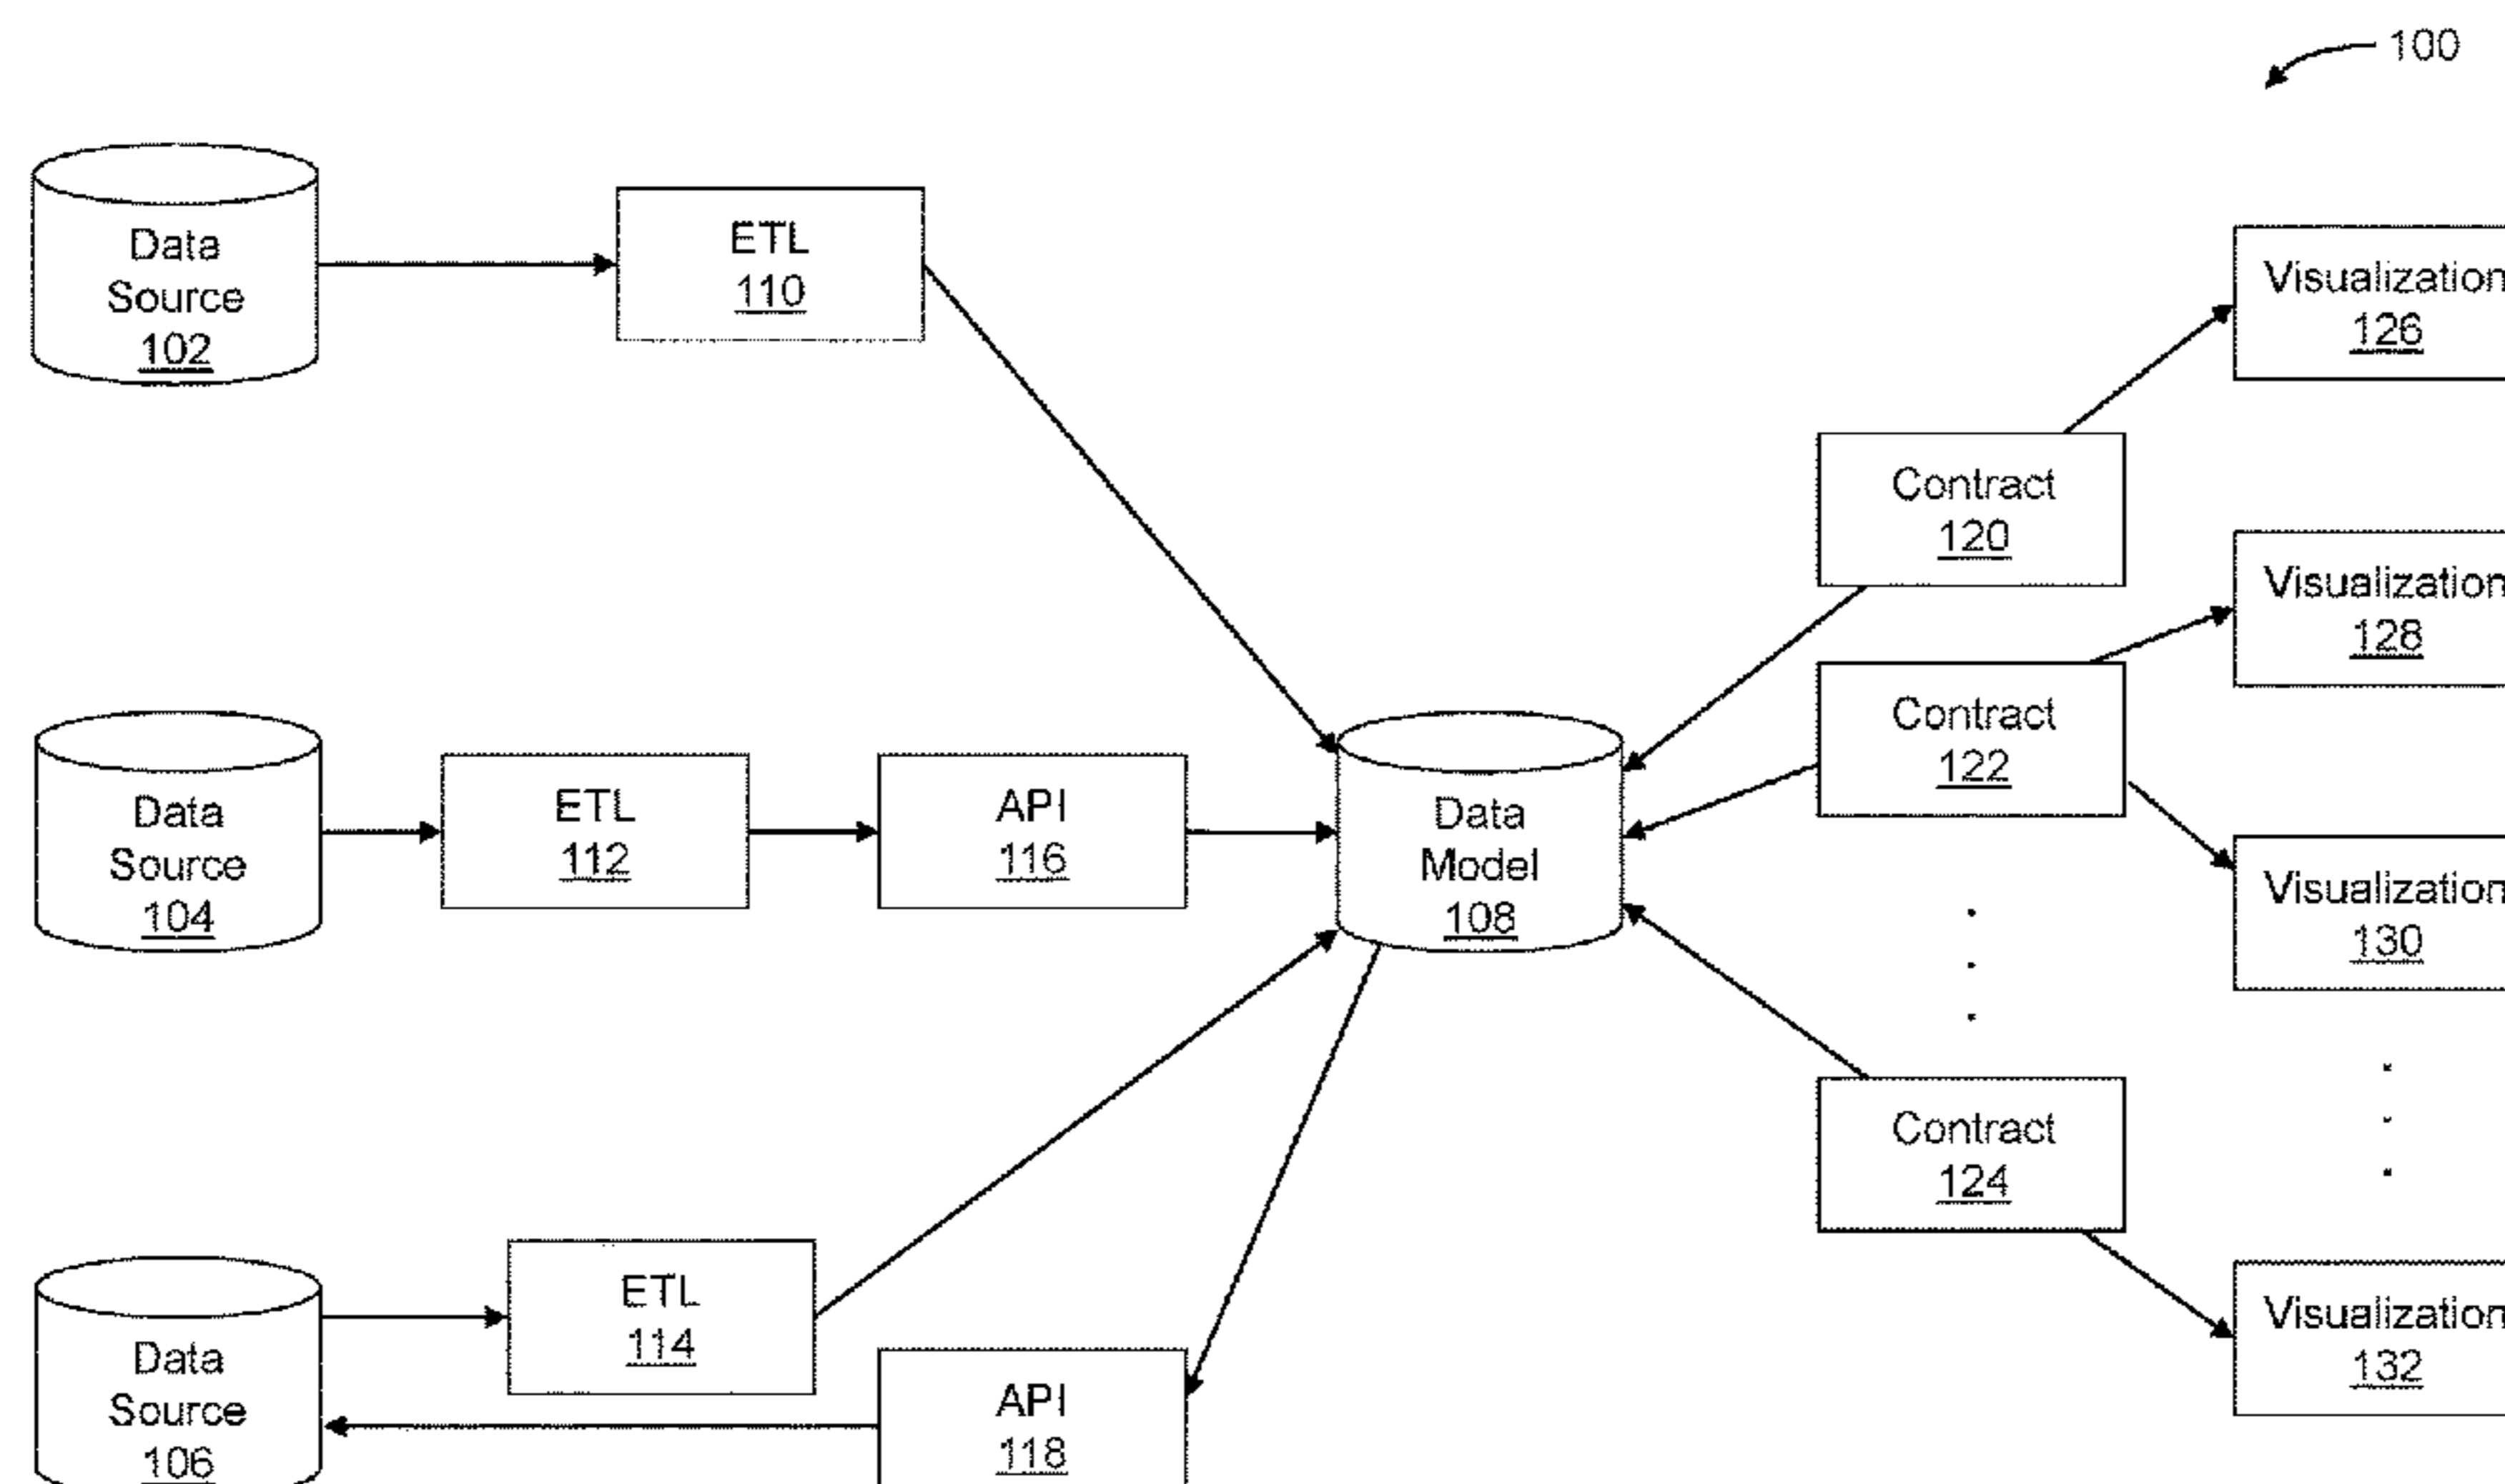 100
Data
Source
102
ETL
110
Visualization
126
Contract
120
Visualization
128
Data
Source
104
ETL
112
API
116
Data
Model
108
Contract
122
Visualization
130
Contract
124
Data
Source
106
ETL
114
API
118
Visualization
132